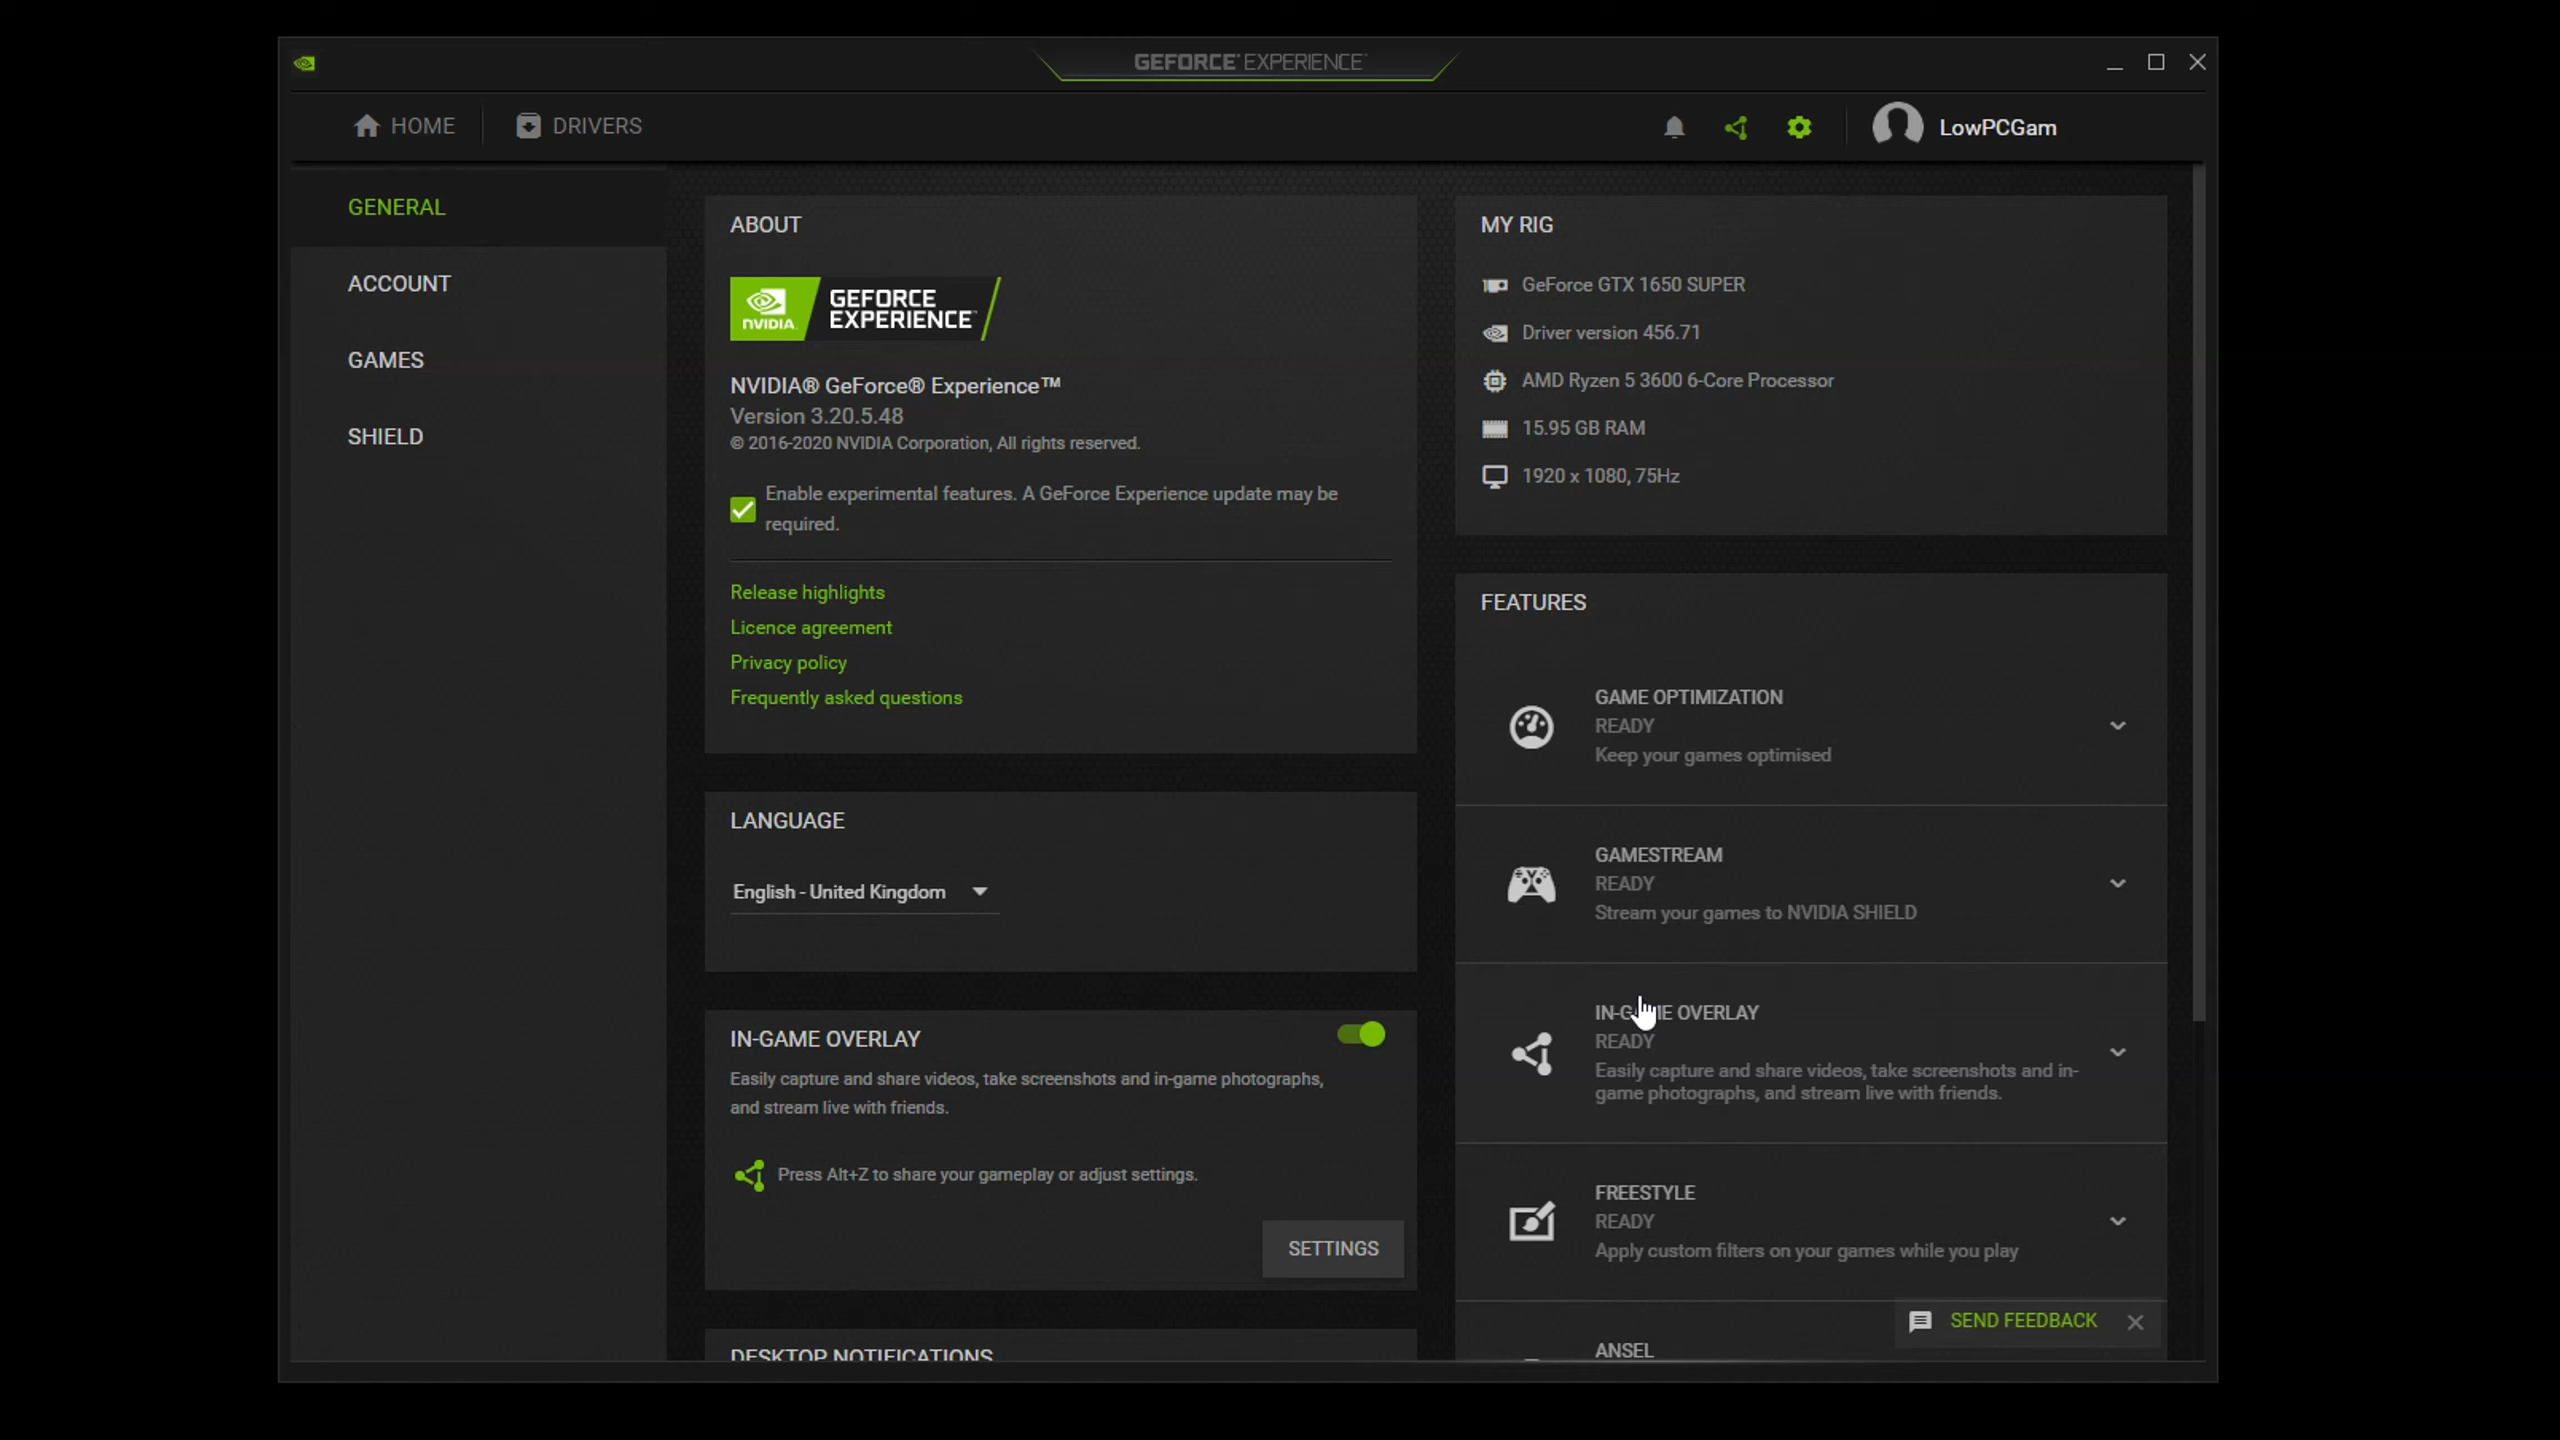 GEFORCE EXPERIENCE
HOME
DRIVERS
LowPCGam
GENERAL
ACCOUNT
GAMES
SHIELD
ABOUT
NVIDIA
GEFORCE
EXPERIENCE
NVIDIA® GeForce® Experience™
Version 3.20.5.48
© 2016-2020 NVIDIA Corporation, All rights reserved.
Enable experimental features. A GeForce Experience update may be
required.
Release highlights
Licence agreement
Privacy policy
Frequently asked questions
LANGUAGE
English - United Kingdom
IN-GAME OVERLAY
Easily capture and share videos, take screenshots and in-game photographs,
and stream live with friends.
Press Alt+Z to share your gameplay or adjust settings.
SETTINGS
DESKTOP NOTIFICATIONS
MY RIG
GeForce GTX 1650 SUPER
Driver version 456.71
AMD Ryzen 5 3600 6-Core Processor
15.95 GB RAM
1920 x 1080, 75Hz
FEATURES
GAME OPTIMIZATION
READY
Keep your games optimised
GAMESTREAM
READY
Stream your games to NVIDIA SHIELD
IN-GAME OVERLAY
READY
Easily capture and share videos, take screenshots and in-
game photographs, and stream live with friends.
FREESTYLE
READY
Apply custom filters on your games while you play
ANSEL
SEND FEEDBACK